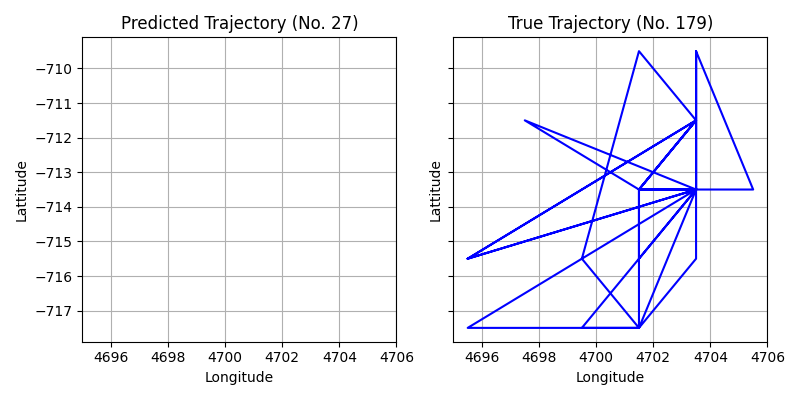 Predicted Trajectory (No. 27)
Lattitude
−710
−711
−712
−713
−714
−715
−716
−717
4696 4698 4700 4702 4704 4706
Longitude
True Trajectory (No. 179)
Lattitude
4696 4698 4700 4702 4704 4706
Longitude